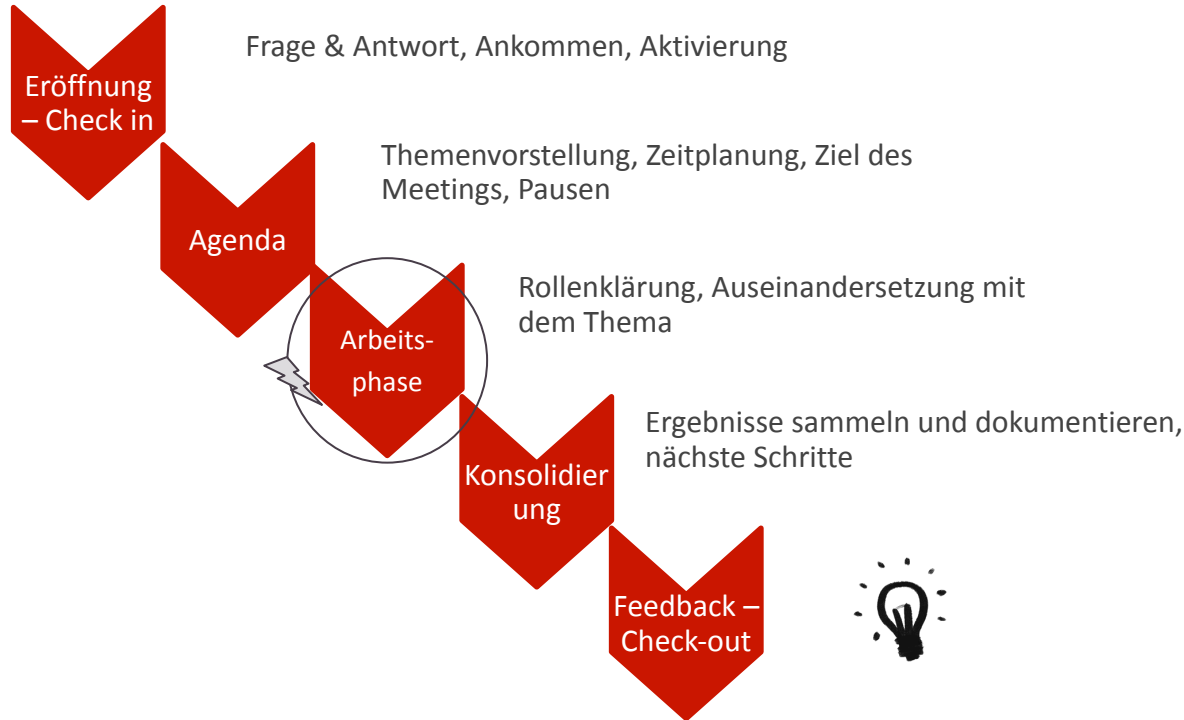 Frage & Antwort, Ankommen, Aktivierung
Eröffnung
– Check in
Themenvorstellung, Zeitplanung, Ziel des
Meetings, Pausen
Agenda
Rollenklärung, Auseinandersetzung mit
dem Thema
Arbeits-
phase
Ergebnisse sammeln und dokumentieren,
nächste Schritte
Konsolidier
ung
Feedback –
Check-out